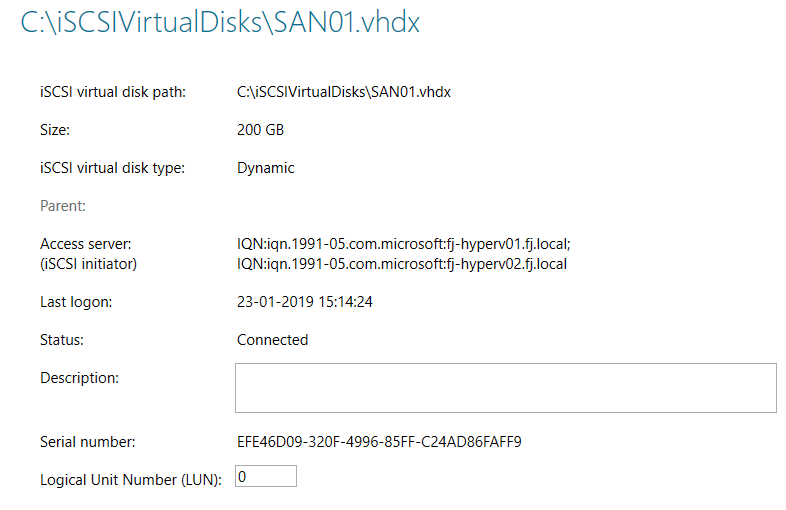 C:\iSCSIVirtualDisks\SAN01.vhdx
iSCSI virtual disk path: C:\iSCSIVirtualDisks\SAN01.vhdx
Size: 200 GB
iSCSI virtual disk type: Dynamic
Parent:
Access server: IQN:iqn.1991-05.com.microsoft:fj-hyperv01.fj.local;
(iSCSI initiator) IQN:iqn.1991-05.com.microsoft:fj-hyperv02.fj.local
Last logon: 23-01-2019 15:14:24
Status: Connected
Description:
Serial number: EFE46D09-320F-4996-85FF-C24AD86FAFF9
Logical Unit Number (LUN): 0